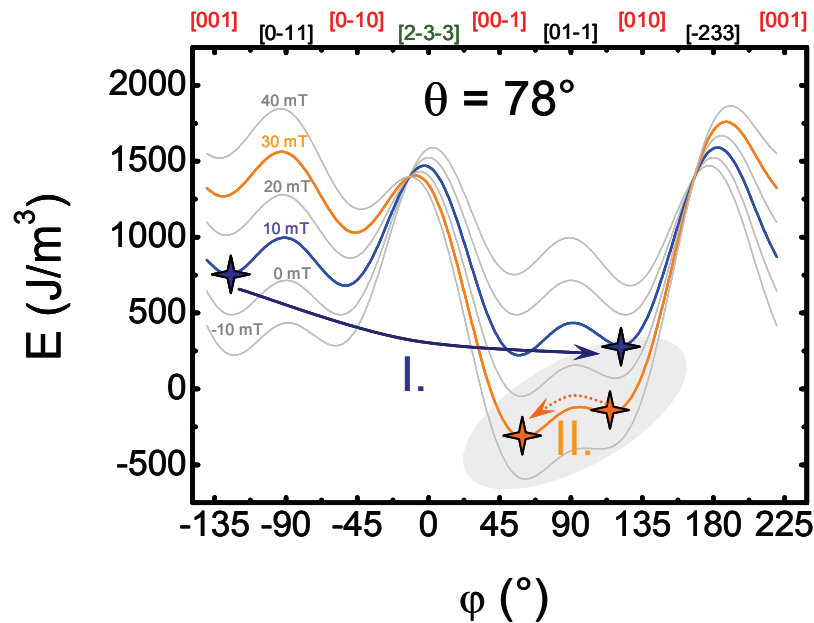 [001] [0-11] [0-10] [2-3-3] [00-1] [01-1] [010] [-233] [001]
θ = 78°
2000
1500
1000
500
0
-500
E (J/m³)
40 mT
30 mT
20 mT
10 mT
0 mT
-10 mT
I.
II.
-135 -90 -45 0 45 90 135 180 225
φ (°)